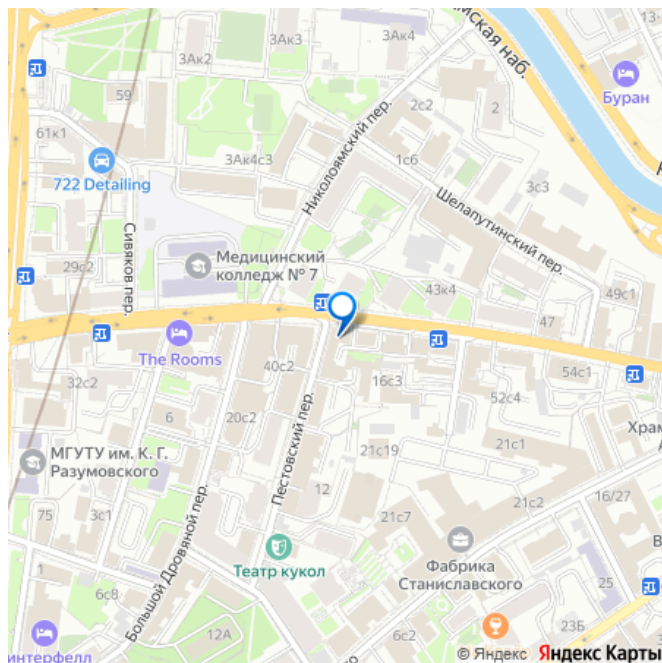 3Ак3
3Ак4
3Ак2
мская наб.
13
Буран
59
2с2
2
61к1
Николоямский пер.
722 Detailing
3Ак4с3
1с6
3с3
Шелапутинский пер.
Сивяков пер.
Медицинский
колледж № 7
29с2
43к4
49с1
47
The Rooms
40с2
54с1
32с2
16с3
52с4
6
20с2
Пестовский пер.
Храм
МГУТУ им. К. Г.
Разумовского
21с19
21с1
12
21с2
16/27
75
3с1
Большой Дровяной пер.
21с7
Театр кукол
Фабрика
Станиславского
В
25
1
6с8
12А
6с2
23Б
интерфелл
© Яндекс Яндекс Карты